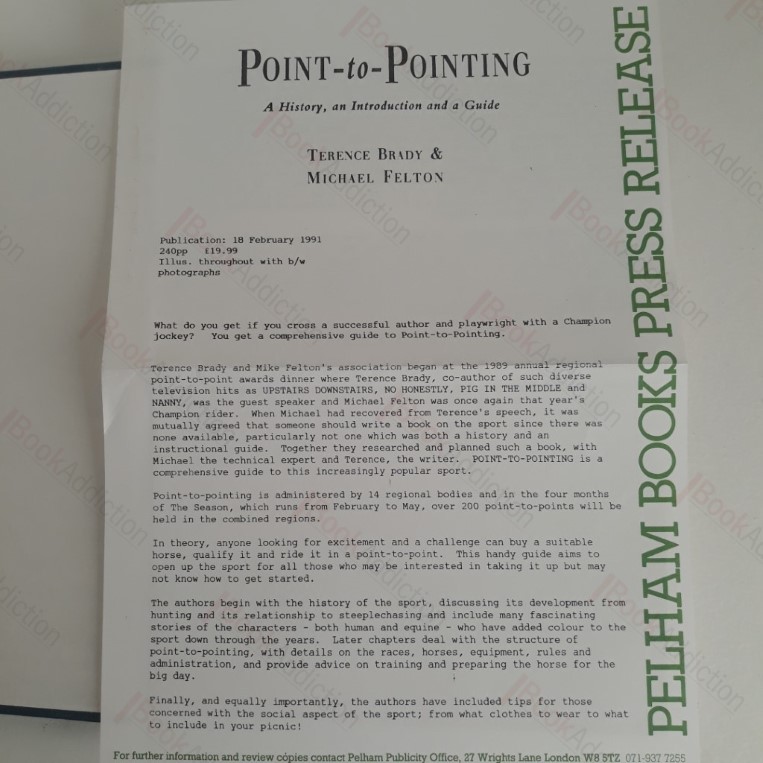 POINT-to-POINTING
A History, an Introduction and a Guide
TERENCE BRADY &
MICHAEL FELTON
Publication: 18 February 1991
240pp £19.99
Illus. throughout with b/w
photographs
What do you get if you cross a successful author and playwright with a Champion
jockey? You get a comprehensive guide to Point-to-Pointing.
Terence Brady and Mike Felton's association began at the 1989 annual regional
point-to-point awards dinner where Terence Brady, co-author of such diverse
television hits as UPSTAIRS DOWNSTAIRS, NO HONESTLY, PIG IN THE MIDDLE and
NANNY, was the guest speaker and Michael Felton was once again that year's
Champion rider. When Michael had recovered from Terence's speech, it was
mutually agreed that someone should write a book on the sport since there was
none available, particularly not one which was both a history and an
instructional guide. Together they researched and planned such a book, with
Michael the technical expert and Terence, the writer. POINT-TO-POINTING is a
comprehensive guide to this increasingly popular sport.
Point-to-pointing is administered by 14 regional bodies and in the four months
of The Season, which runs from February to May, over 200 point-to-points will be
held in the combined regions.
In theory, anyone looking for excitement and a challenge can buy a suitable
horse, qualify it and ride it in a point-to-point. This handy guide aims to
open up the sport for all those who may be interested in taking it up but may
not know how to get started.
The authors begin with the history of the sport, discussing its development from
hunting and its relationship to steeplechasing and include many fascinating
stories of the characters - both human and equine - who have added colour to the
sport down through the years. Later chapters deal with the structure of
point-to-pointing, with details on the races, horses, equipment, rules and
administration, and provide advice on training and preparing the horse for the
big day.
Finally, and equally importantly, the authors have included tips for those
concerned with the social aspect of the sport; from what clothes to wear to what
to include in your picnic!
For further information and review copies contact Pelham Publicity Office, 27 Wrights Lane London W8 5TZ 071-937 7255
PELHAM BOOKS PRESS RELEASE
BookAddiction